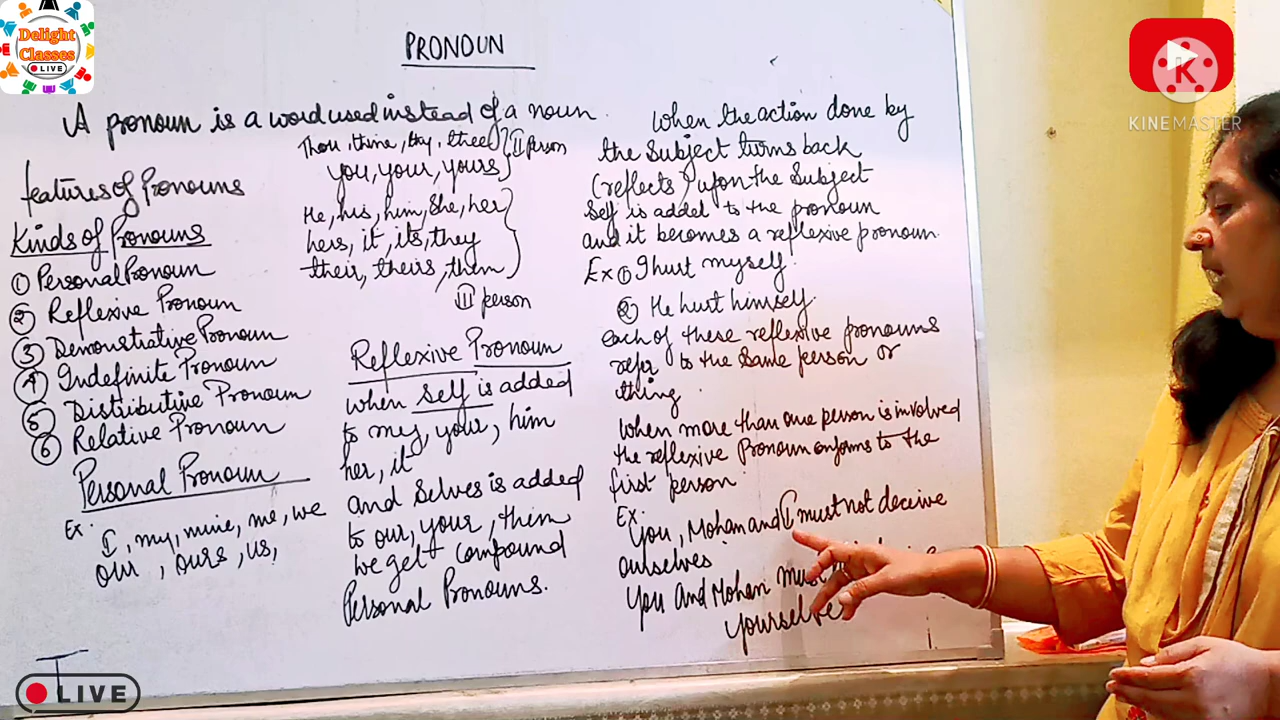 Delight
Classes
LIVE
KINEMASTER
PRONOUN
A pronoun is a word used instead of a noun.
features of Pronouns
Kinds of Pronouns
① Personal Pronoun
② Reflexive Pronoun
③ Demonstrative Pronoun
④ Indefinite Pronoun
⑤ Distributive Pronoun
⑥ Relative Pronoun
Personal Pronoun
Ex. I, my, mine, me, we
our, ours, us,
Thou, thine, thy, thee } II person
you, your, yours
He, his, him, she, her
hers, it, its, they
their, theirs, them
III person
Reflexive Pronoun
when self is added
to my, your, him
her, it
and selves is added
to our, your, them
we get compound
Personal Pronouns.
when the action done by
the subject turns back
(reflects) upon the subject
self is added to the pronoun
and it becomes a reflexive pronoun.
Ex ① I hurt myself.
② He hurt himself.
each of these reflexive pronouns
refer to the same person or
thing.
when more than one person is involved
the reflexive Pronoun conforms to the
first person
Ex.
You, Mohan and I must not deceive
ourselves
You And Mohan must
yourselves
I
LIVE